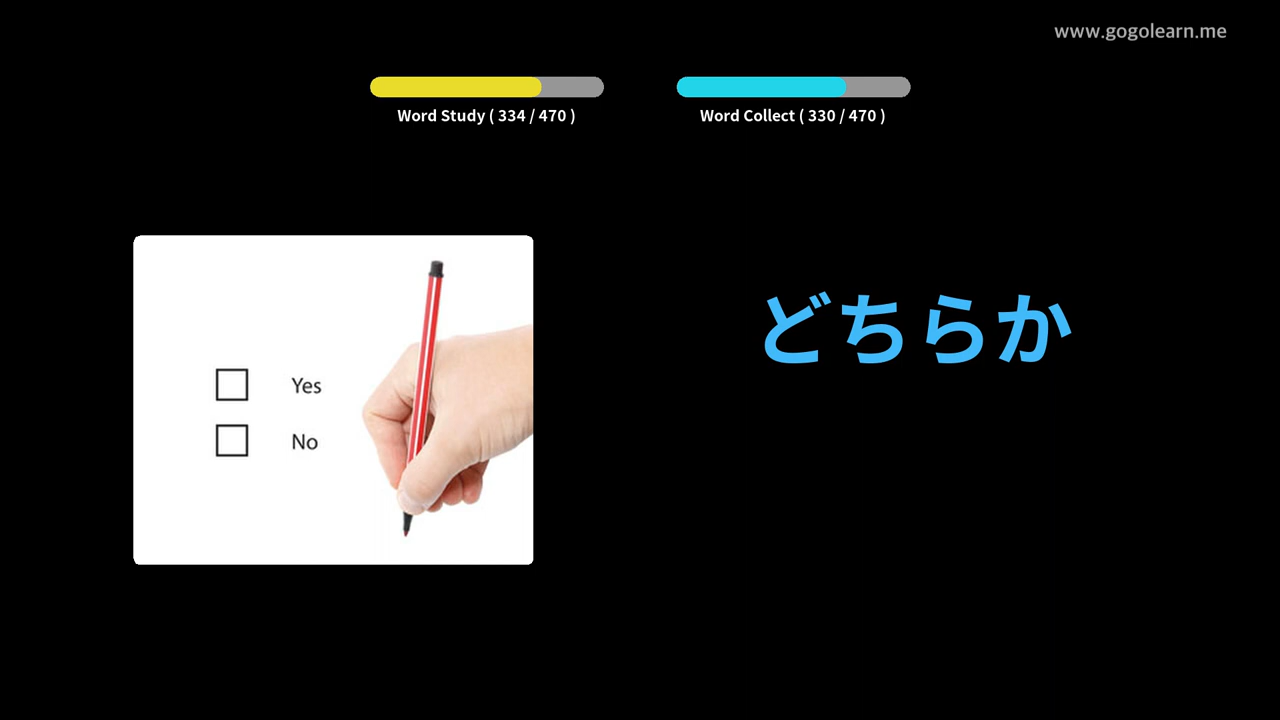 www.gogolearn.me
Word Study ( 334 / 470 )
Word Collect ( 330 / 470 )
Yes
No
どちらか